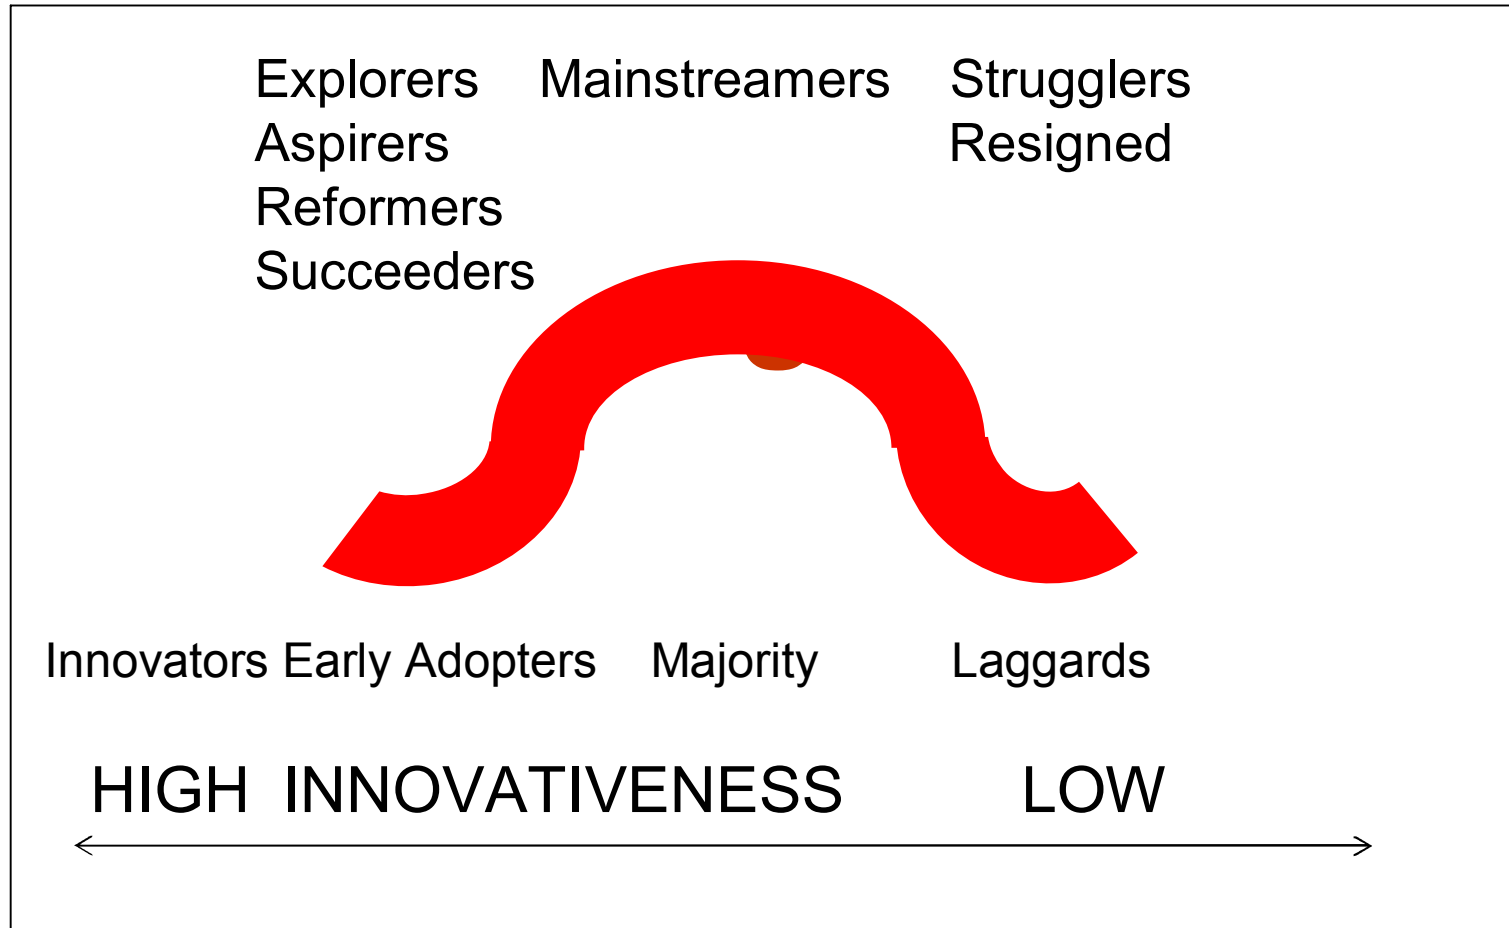 Explorers Mainstreamers Strugglers
Aspirers Resigned
Reformers
Succeeders
Innovators Early Adopters Majority Laggards
HIGH INNOVATIVENESS LOW